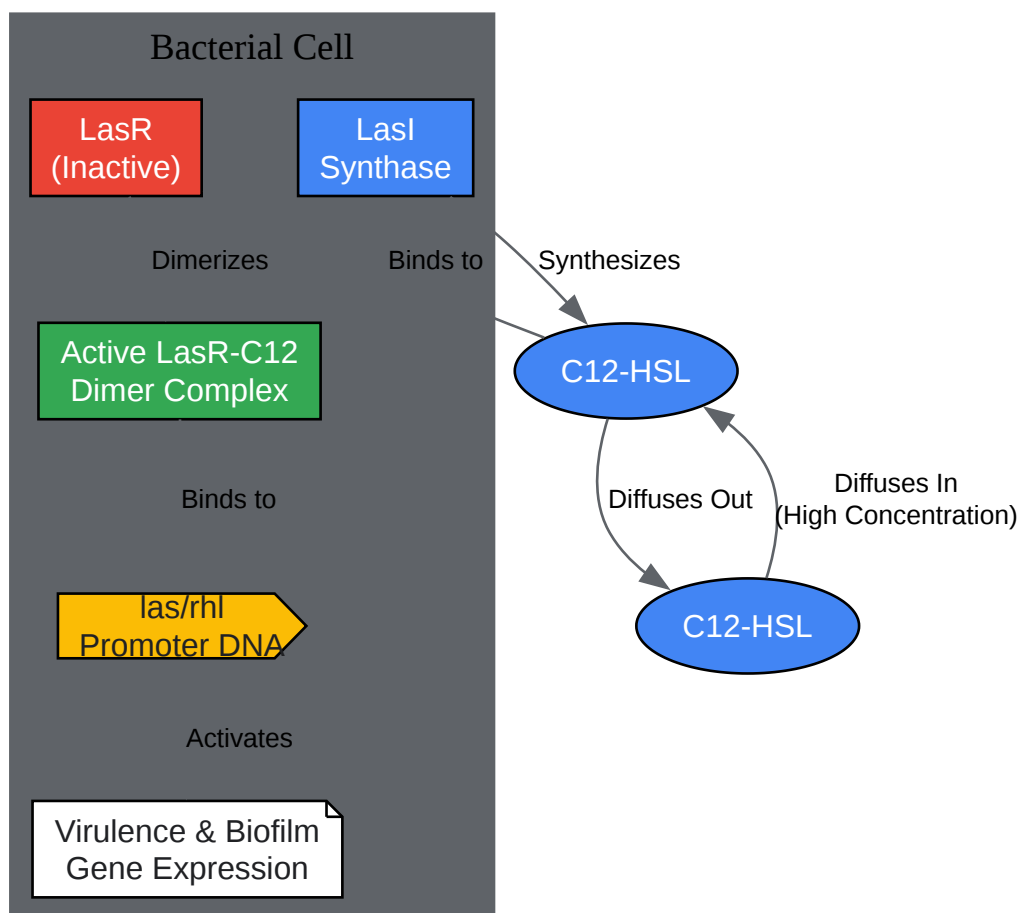 Bacterial Cell
LasR
(Inactive)
LasI
Synthase
Dimerizes
Binds to
Synthesizes
Active LasR-C12
Dimer Complex
C12-HSL
Binds to
Diffuses Out
Diffuses In
(High Concentration)
las/rhl
Promoter DNA
C12-HSL
Activates
Virulence & Biofilm
Gene Expression